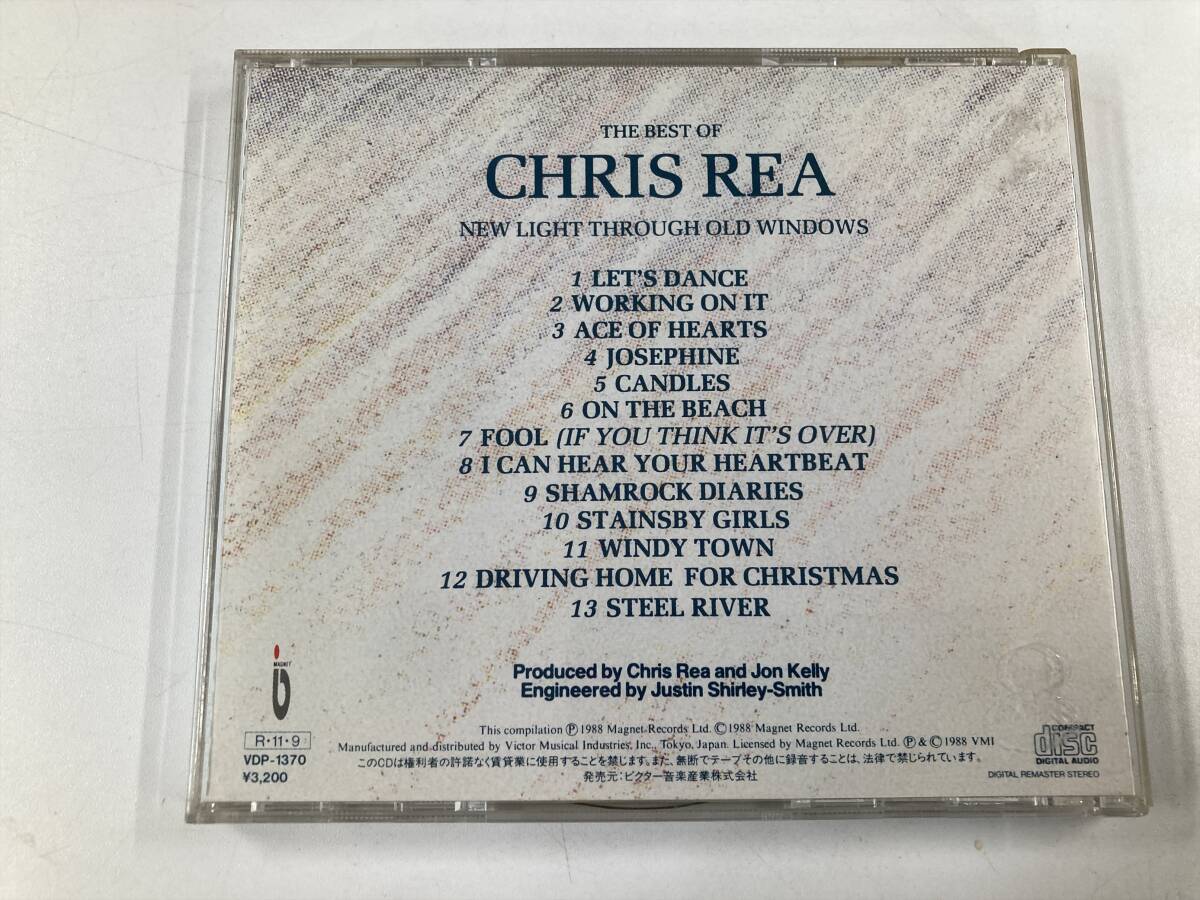 THE BEST OF
CHRIS REA
NEW LIGHT THROUGH OLD WINDOWS
1 LET'S DANCE
2 WORKING ON IT
3 ACE OF HEARTS
4 JOSEPHINE
5 CANDLES
6 ON THE BEACH
7 FOOL (IF YOU THINK IT'S OVER)
8 I CAN HEAR YOUR HEARTBEAT
9 SHAMROCK DIARIES
10 STAINSBY GIRLS
11 WINDY TOWN
12 DRIVING HOME FOR CHRISTMAS
13 STEEL RIVER
Produced by Chris Rea and Jon Kelly
Engineered by Justin Shirley-Smith
MAGNET
R·11·9
VDP-1370
¥3,200
This compilation Ⓟ 1988 Magnet Records Ltd. © 1988 Magnet Records Ltd.
Manufactured and distributed by Victor Musical Industries, Inc., Tokyo, Japan. Licensed by Magnet Records Ltd. Ⓟ & © 1988 VMI
このCDは権利者の許諾なく賃貸業に使用することを禁じます。また、無断でテープその他に録音することは、法律で禁じられています。
発売元:ビクター音楽産業株式会社
COMPACT
disc
DIGITAL AUDIO
DIGITAL REMASTER STEREO